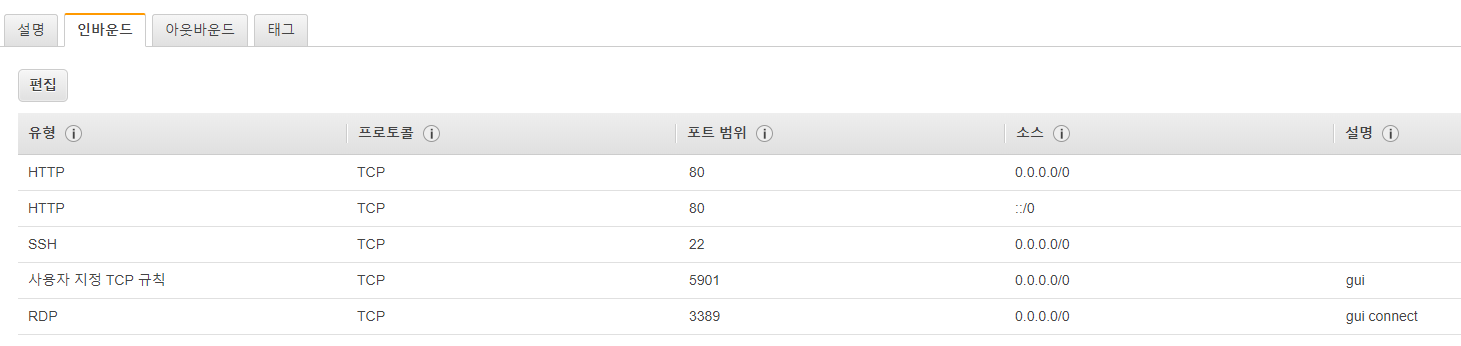 설명 인바운드 아웃바운드 태그
편집
유형 프로토콜 포트 범위 소스 설명
HTTP TCP 80 0.0.0.0/0
HTTP TCP 80 ::/0
SSH TCP 22 0.0.0.0/0
사용자 지정 TCP 규칙 TCP 5901 0.0.0.0/0 gui
RDP TCP 3389 0.0.0.0/0 gui connect